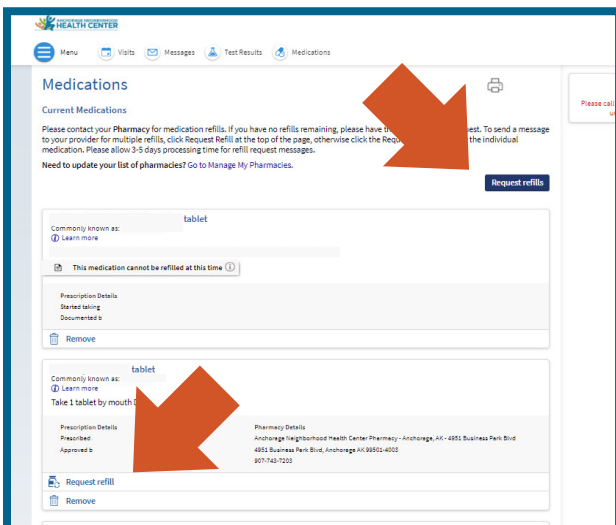 ANCHORAGE NEIGHBORHOOD
HEALTH CENTER
Menu Visits Messages Test Results Medications
Medications
Current Medications
Please call
Please contact your Pharmacy for medication refills. If you have no refills remaining, please have est. To send a message
to your provider for multiple refills, click Request Refill at the top of the page, otherwise click the the individual
medication. Please allow 3-5 days processing time for refill request messages.
Need to update your list of pharmacies? Go to Manage My Pharmacies.
Request refills
tablet
Commonly known as:
Learn more
This medication cannot be refilled at this time
Prescription Details
Started taking
Documented b
Remove
tablet
Commonly known as:
Learn more
Take 1 tablet by mouth
Prescription Details Pharmacy Details
Prescribed Anchorage Neighborhood Health Center Pharmacy - Anchorage, AK - 4951 Business Park Blvd
Approved b 4951 Business Park Blvd, Anchorage AK 99501-4003
907-743-7203
Request refill
Remove